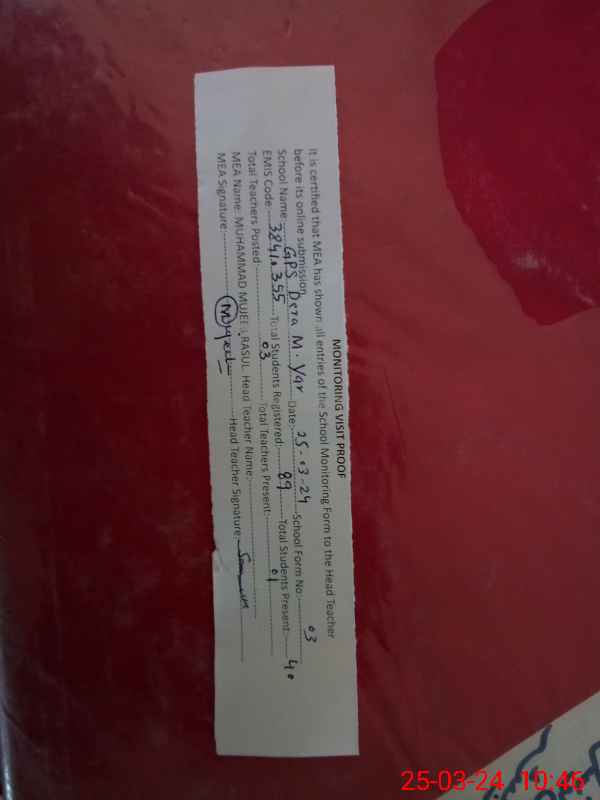 MONITORING VISIT PROOF
It is certified that MEA has shown all entries of the School Monitoring Form to the Head Teacher
before its online submission.
School Name: GPS Dera M. Yar Date: 25-03-24 School Form No: 03
EMIS Code: 38410355 Total Students Registered: 89 Total Students Present: 40
Total Teachers Posted: 03 Total Teachers Present: 01
MEA Name: MUHAMMAD MUJEEB RASUL Head Teacher Name:
MEA Signature: Mujeeb Head Teacher Signature:
25-03-24 10:46